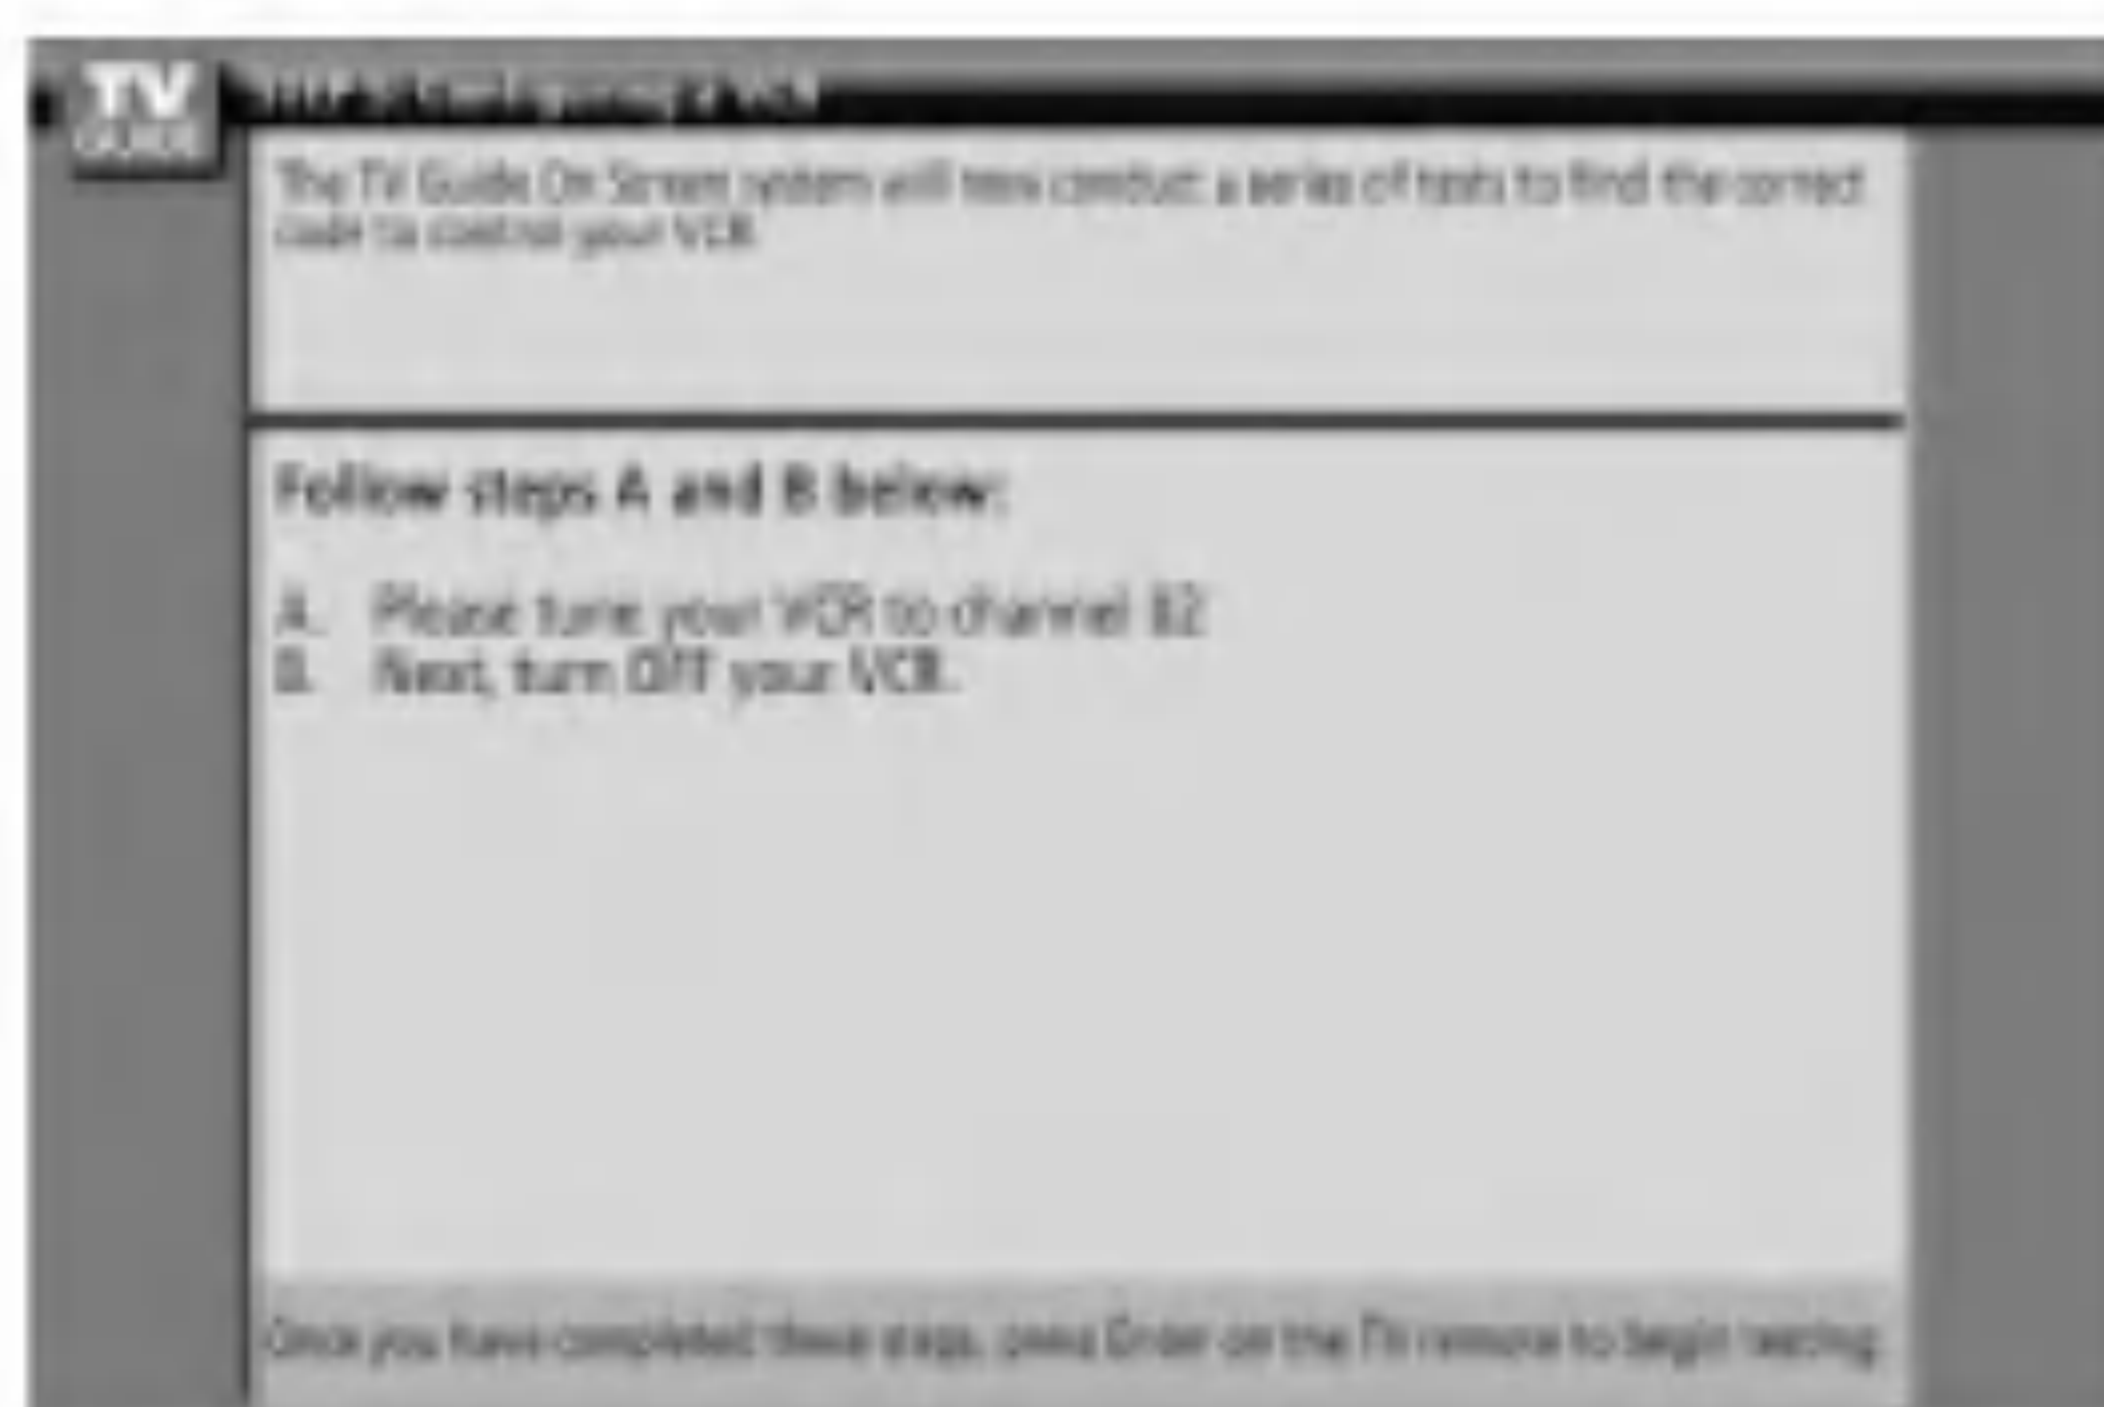 TV
GUIDE
VCR
The TV Guide On Screen system will now conduct a series of tests to find the correct
code to control your VCR
Follow steps A and B below:
A. Please tune your VCR to channel
B. Next, turn OFF your VCR.
Once you have completed these steps, press Enter on the TV remote to begin testing